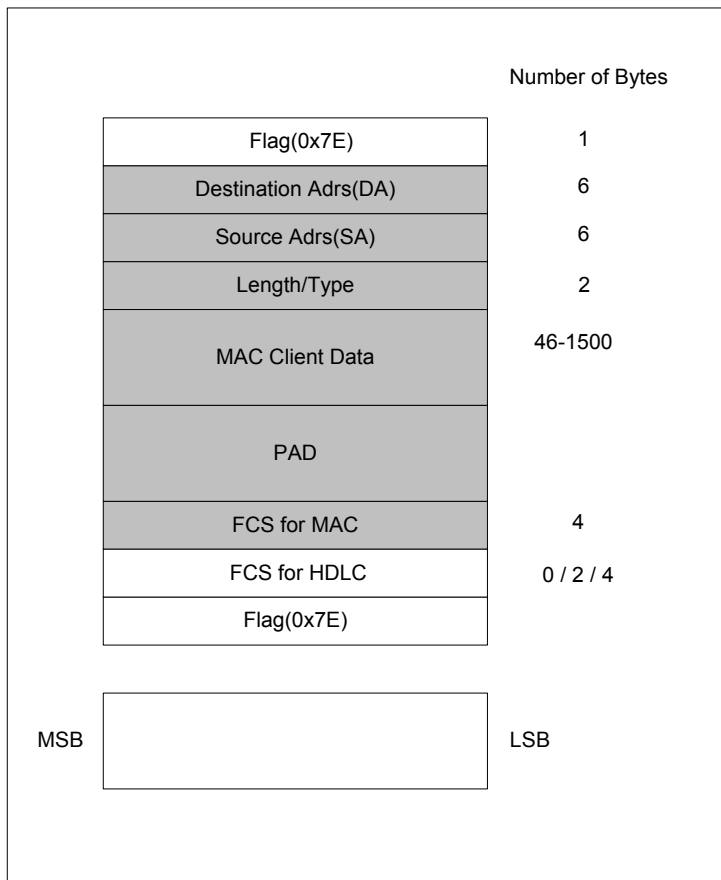 Number of Bytes
Flag(0x7E) 1
Destination Adrs(DA) 6
Source Adrs(SA) 6
Length/Type 2
MAC Client Data 46-1500
PAD
FCS for MAC 4
FCS for HDLC 0 / 2 / 4
Flag(0x7E)
MSB LSB